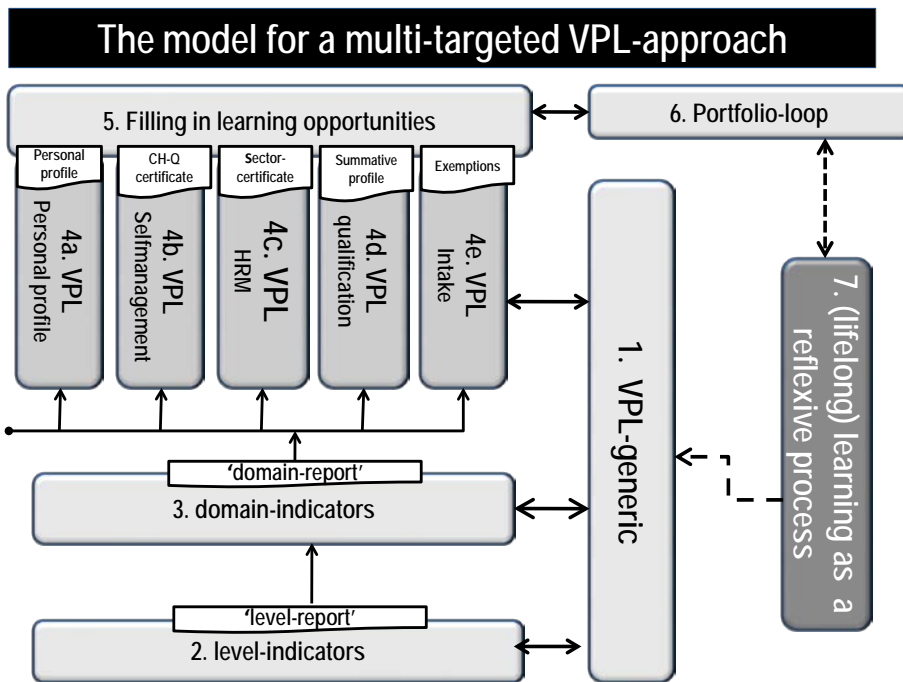 The model for a multi-targeted VPL-approach
5. Filling in learning opportunities
6. Portfolio-loop
Personal
profile
CH-Q
certificate
Sector-
certificate
Summative
profile
Exemptions
4a. VPL
Personal profile
4b. VPL
Selfmanagement
4c. VPL
HRM
4d. VPL
qualification
4e. VPL
Intake
1. VPL-generic
7. (lifelong) learning as a
reflexive process
'domain-report'
3. domain-indicators
'level-report'
2. level-indicators